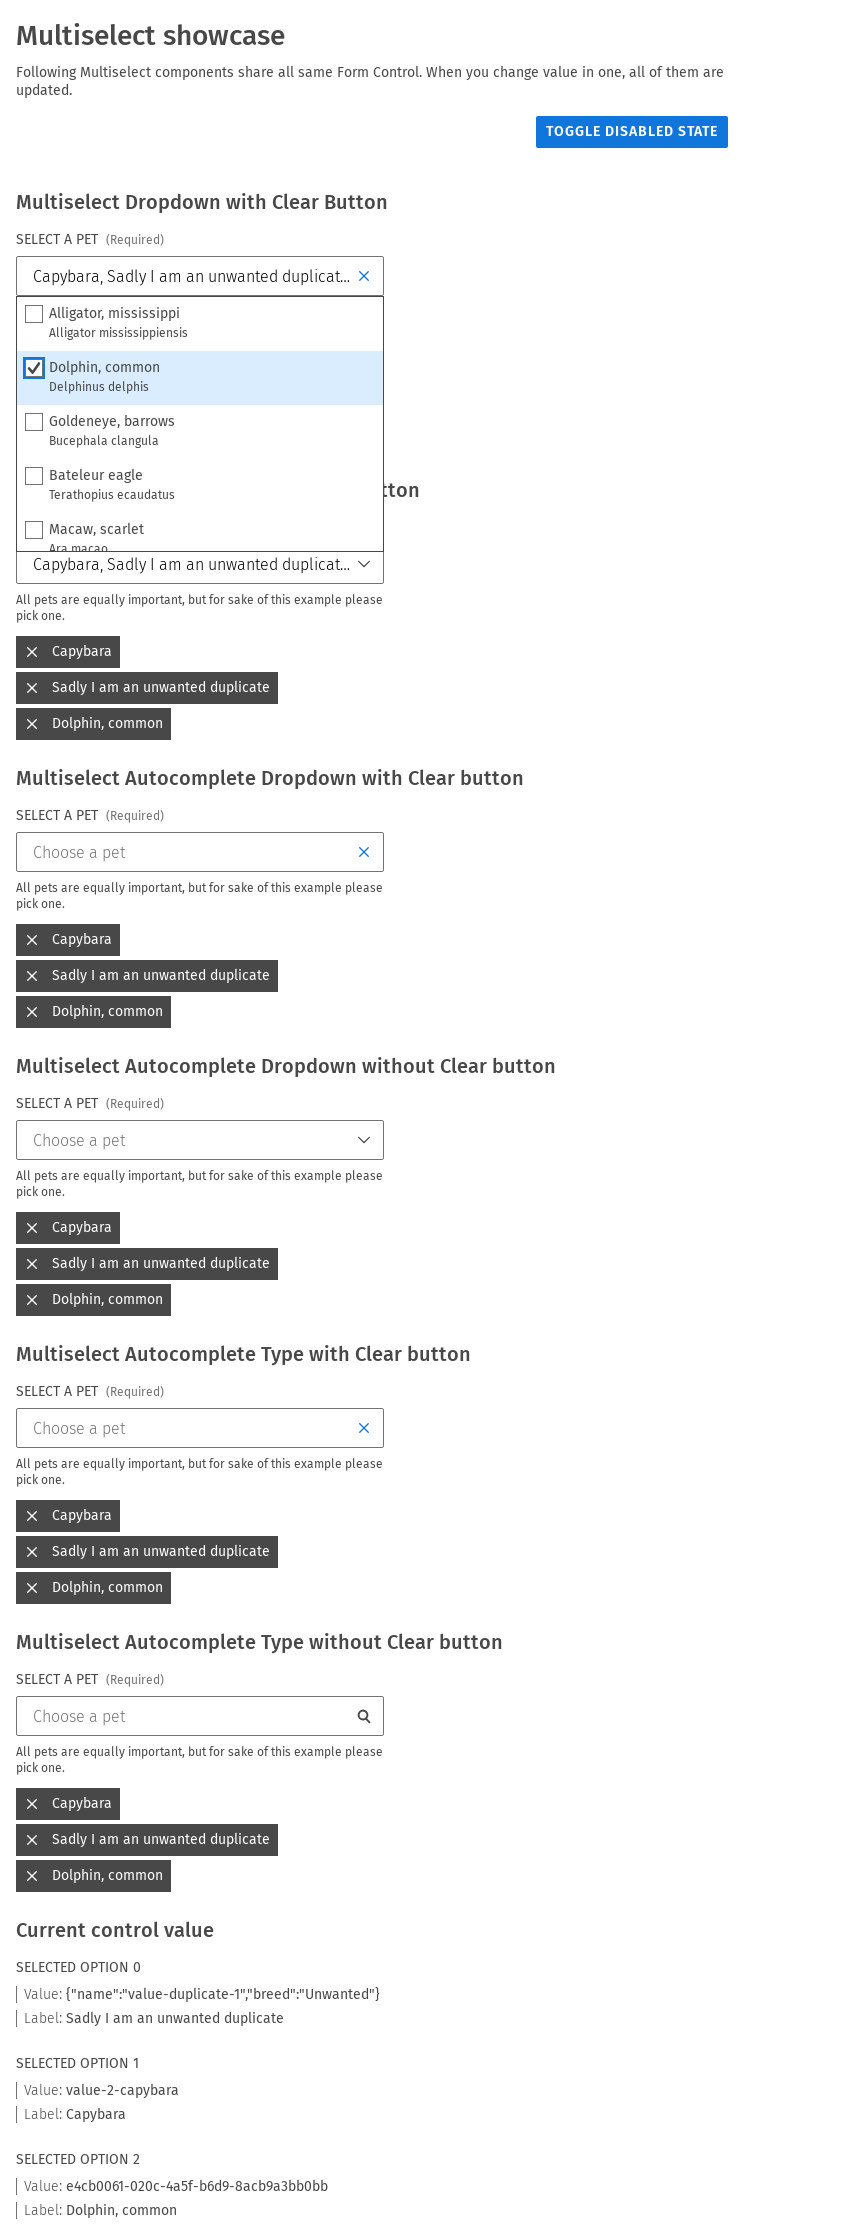 Multiselect showcase
Following Multiselect components share all same Form Control. When you change value in one, all of them are
updated.
TOGGLE DISABLED STATE
Multiselect Dropdown with Clear Button
SELECT A PET (Required)
Capybara, Sadly I am an unwanted duplicat...
Alligator, mississippi
Alligator mississippiensis
Dolphin, common
Delphinus delphis
Goldeneye, barrows
Bucephala clangula
Bateleur eagle
Terathopius ecaudatus
Macaw, scarlet
Ara macao
Capybara, Sadly I am an unwanted duplicat...
All pets are equally important, but for sake of this example please
pick one.
Capybara
Sadly I am an unwanted duplicate
Dolphin, common
Multiselect Autocomplete Dropdown with Clear button
SELECT A PET (Required)
Choose a pet
All pets are equally important, but for sake of this example please
pick one.
Capybara
Sadly I am an unwanted duplicate
Dolphin, common
Multiselect Autocomplete Dropdown without Clear button
SELECT A PET (Required)
Choose a pet
All pets are equally important, but for sake of this example please
pick one.
Capybara
Sadly I am an unwanted duplicate
Dolphin, common
Multiselect Autocomplete Type with Clear button
SELECT A PET (Required)
Choose a pet
All pets are equally important, but for sake of this example please
pick one.
Capybara
Sadly I am an unwanted duplicate
Dolphin, common
Multiselect Autocomplete Type without Clear button
SELECT A PET (Required)
Choose a pet
All pets are equally important, but for sake of this example please
pick one.
Capybara
Sadly I am an unwanted duplicate
Dolphin, common
Current control value
SELECTED OPTION 0
Value: {"name":"value-duplicate-1","breed":"Unwanted"}
Label: Sadly I am an unwanted duplicate
SELECTED OPTION 1
Value: value-2-capybara
Label: Capybara
SELECTED OPTION 2
Value: e4cb0061-020c-4a5f-b6d9-8acb9a3bb0bb
Label: Dolphin, common